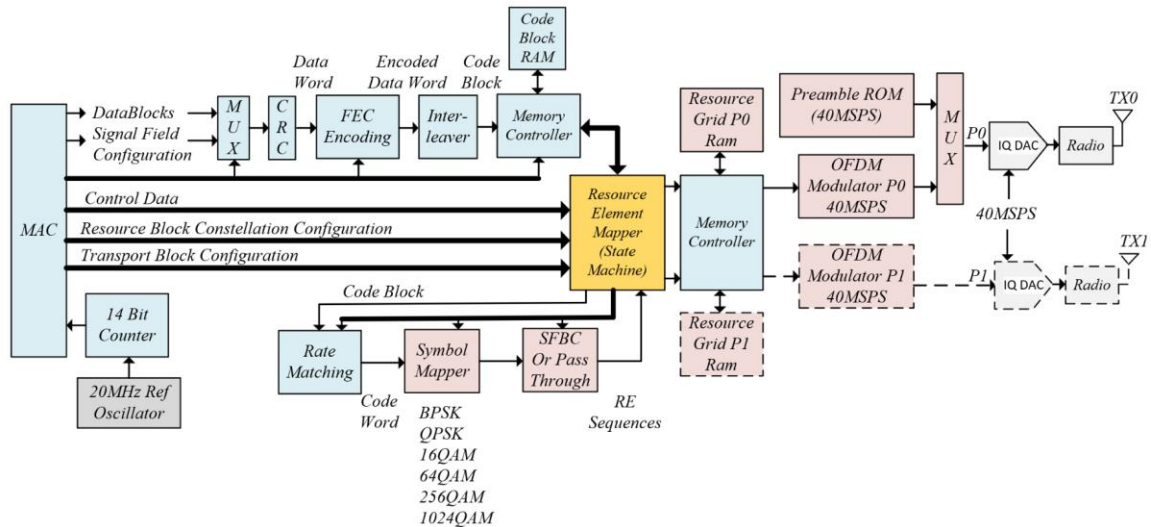 Code
Block
RAM
Data
Word
Encoded
Data Word
Code
Block
DataBlocks
Signal Field
Configuration
M
U
X
C
R
C
FEC
Encoding
Inter-
leaver
Memory
Controller
Resource
Grid P0
Ram
Preamble ROM
(40MSPS)
M
U
X
P0
IQ DAC
Radio
TX0
MAC
Control Data
Resource Block Constellation Configuration
Transport Block Configuration
Resource
Element
Mapper
(State
Machine)
Memory
Controller
OFDM
Modulator P0
40MSPS
40MSPS
OFDM
Modulator P1
40MSPS
P1
IQ DAC
Radio
TX1
14 Bit
Counter
20MHz Ref
Oscillator
Code Block
Rate
Matching
Code
Word
Symbol
Mapper
SFBC
Or Pass
Through
Resource
Grid P1
Ram
RE
Sequences
BPSK
QPSK
16QAM
64QAM
256QAM
1024QAM